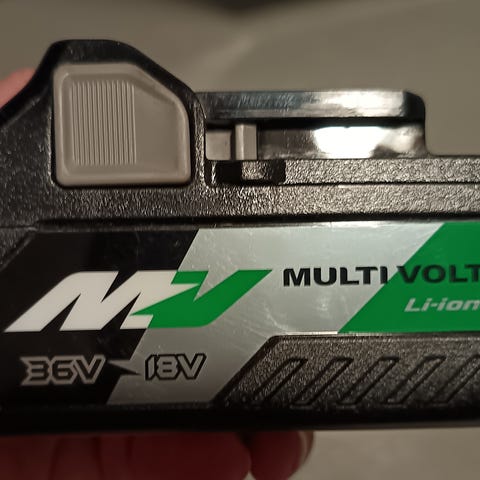 MV MULTI VOLT
Li-ion
36V 18V